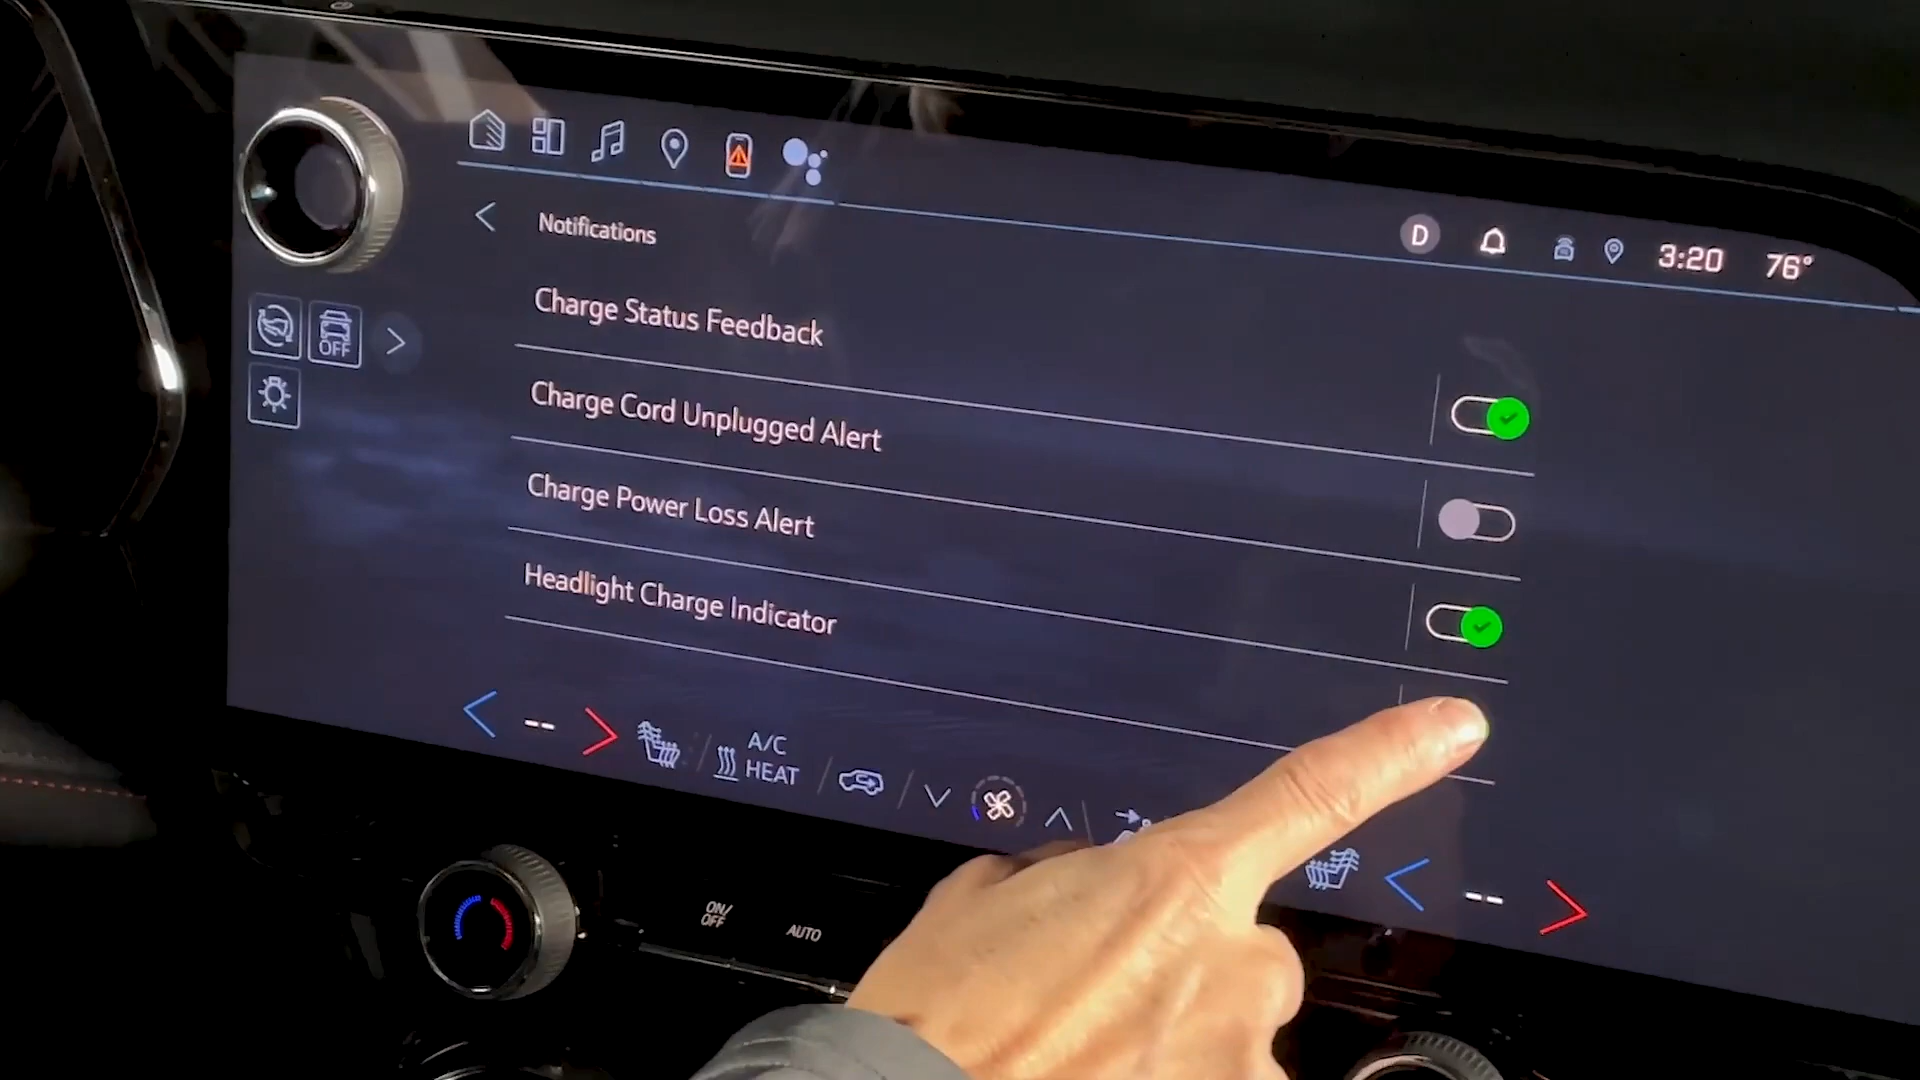 D
3:20
76°
Notifications
Charge Status Feedback
Charge Cord Unplugged Alert
Charge Power Loss Alert
Headlight Charge Indicator
OFF
--
A/C
HEAT
--
ON/
OFF
AUTO